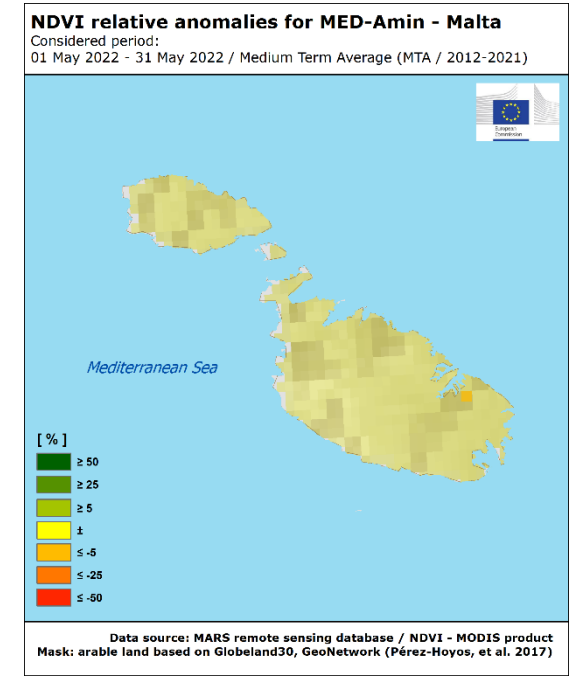 NDVI relative anomalies for MED-Amin - Malta
Considered period:
01 May 2022 - 31 May 2022 / Medium Term Average (MTA / 2012-2021)
European
Commission
Mediterranean Sea
[ % ]
≥ 50
≥ 25
≥ 5
±
≤ -5
≤ -25
≤ -50
Data source: MARS remote sensing database / NDVI - MODIS product
Mask: arable land based on Globeland30, GeoNetwork (Pérez-Hoyos, et al. 2017)